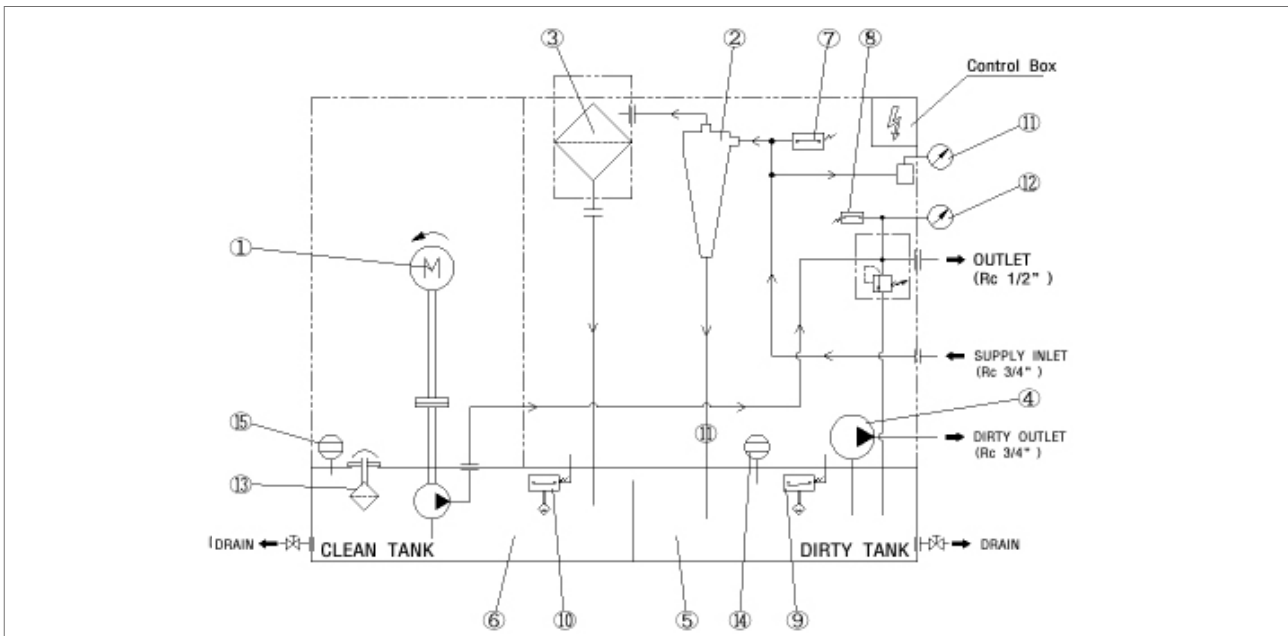 ③ ② ⑦ ⑧
Control Box
⑪
⑫
①
M
OUTLET
(Rc 1/2")
SUPPLY INLET
(Rc 3/4")
④
⑮
⑪
DIRTY OUTLET
(Rc 3/4")
⑬
DRAIN
CLEAN TANK
DIRTY TANK
DRAIN
⑥ ⑩ ⑤ ⑭ ⑨